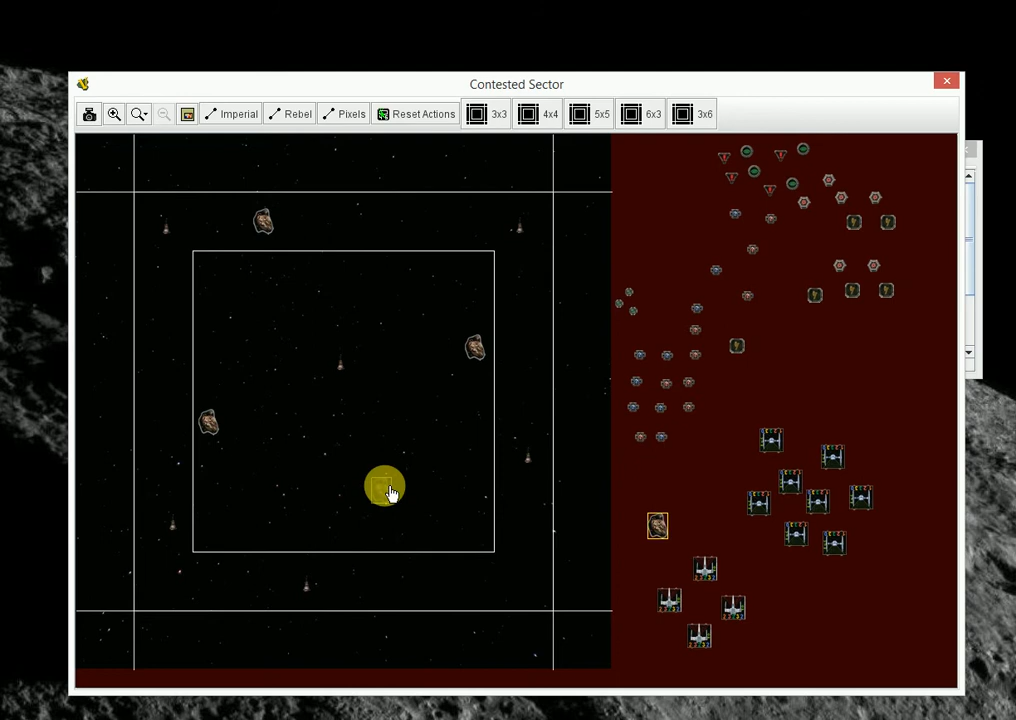 Contested Sector
Imperial Rebel Pixels Reset Actions 3x3 4x4 5x5 6x3 3x6